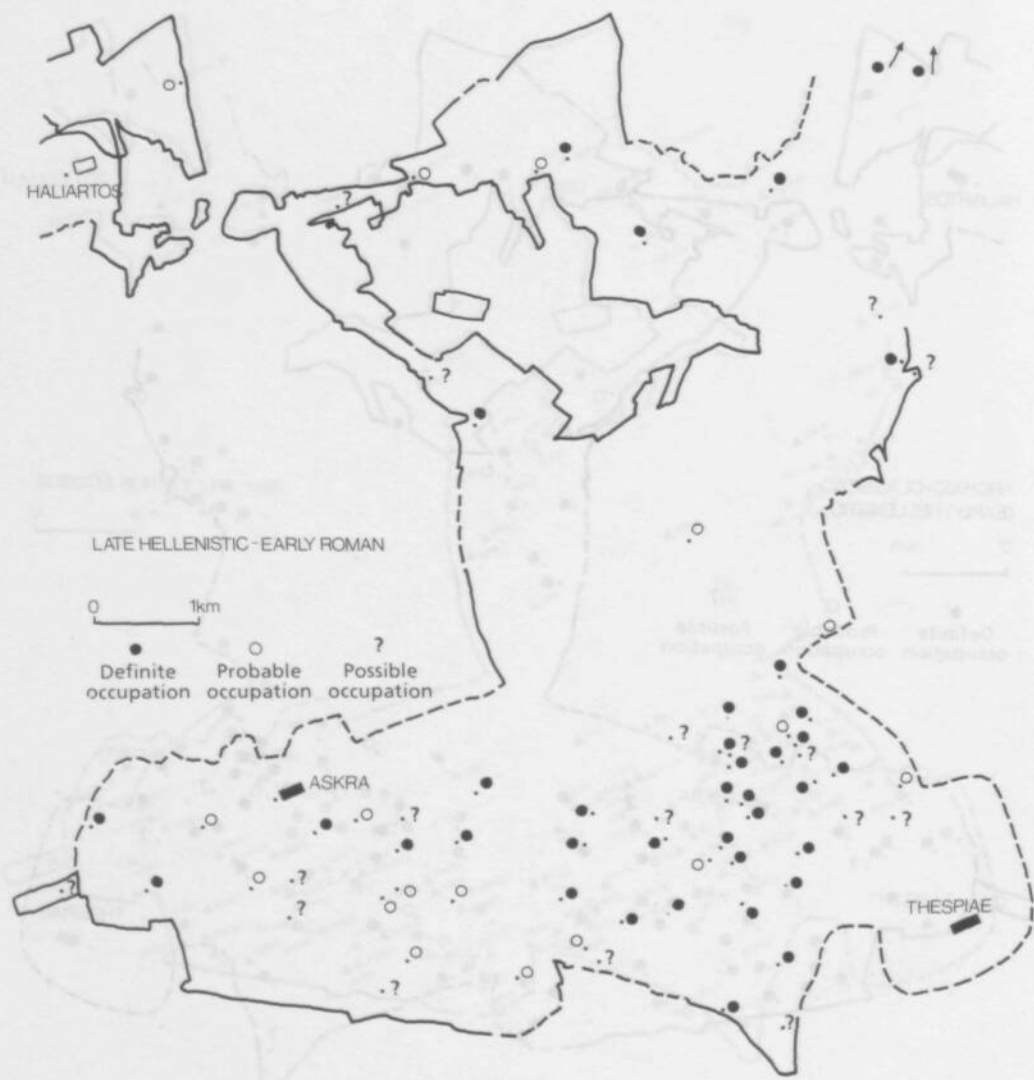 HALIARTOS
LATE HELLENISTIC - EARLY ROMAN
0 1km
Definite occupation
Probable occupation
? Possible occupation
ASKRA
THESPIAE